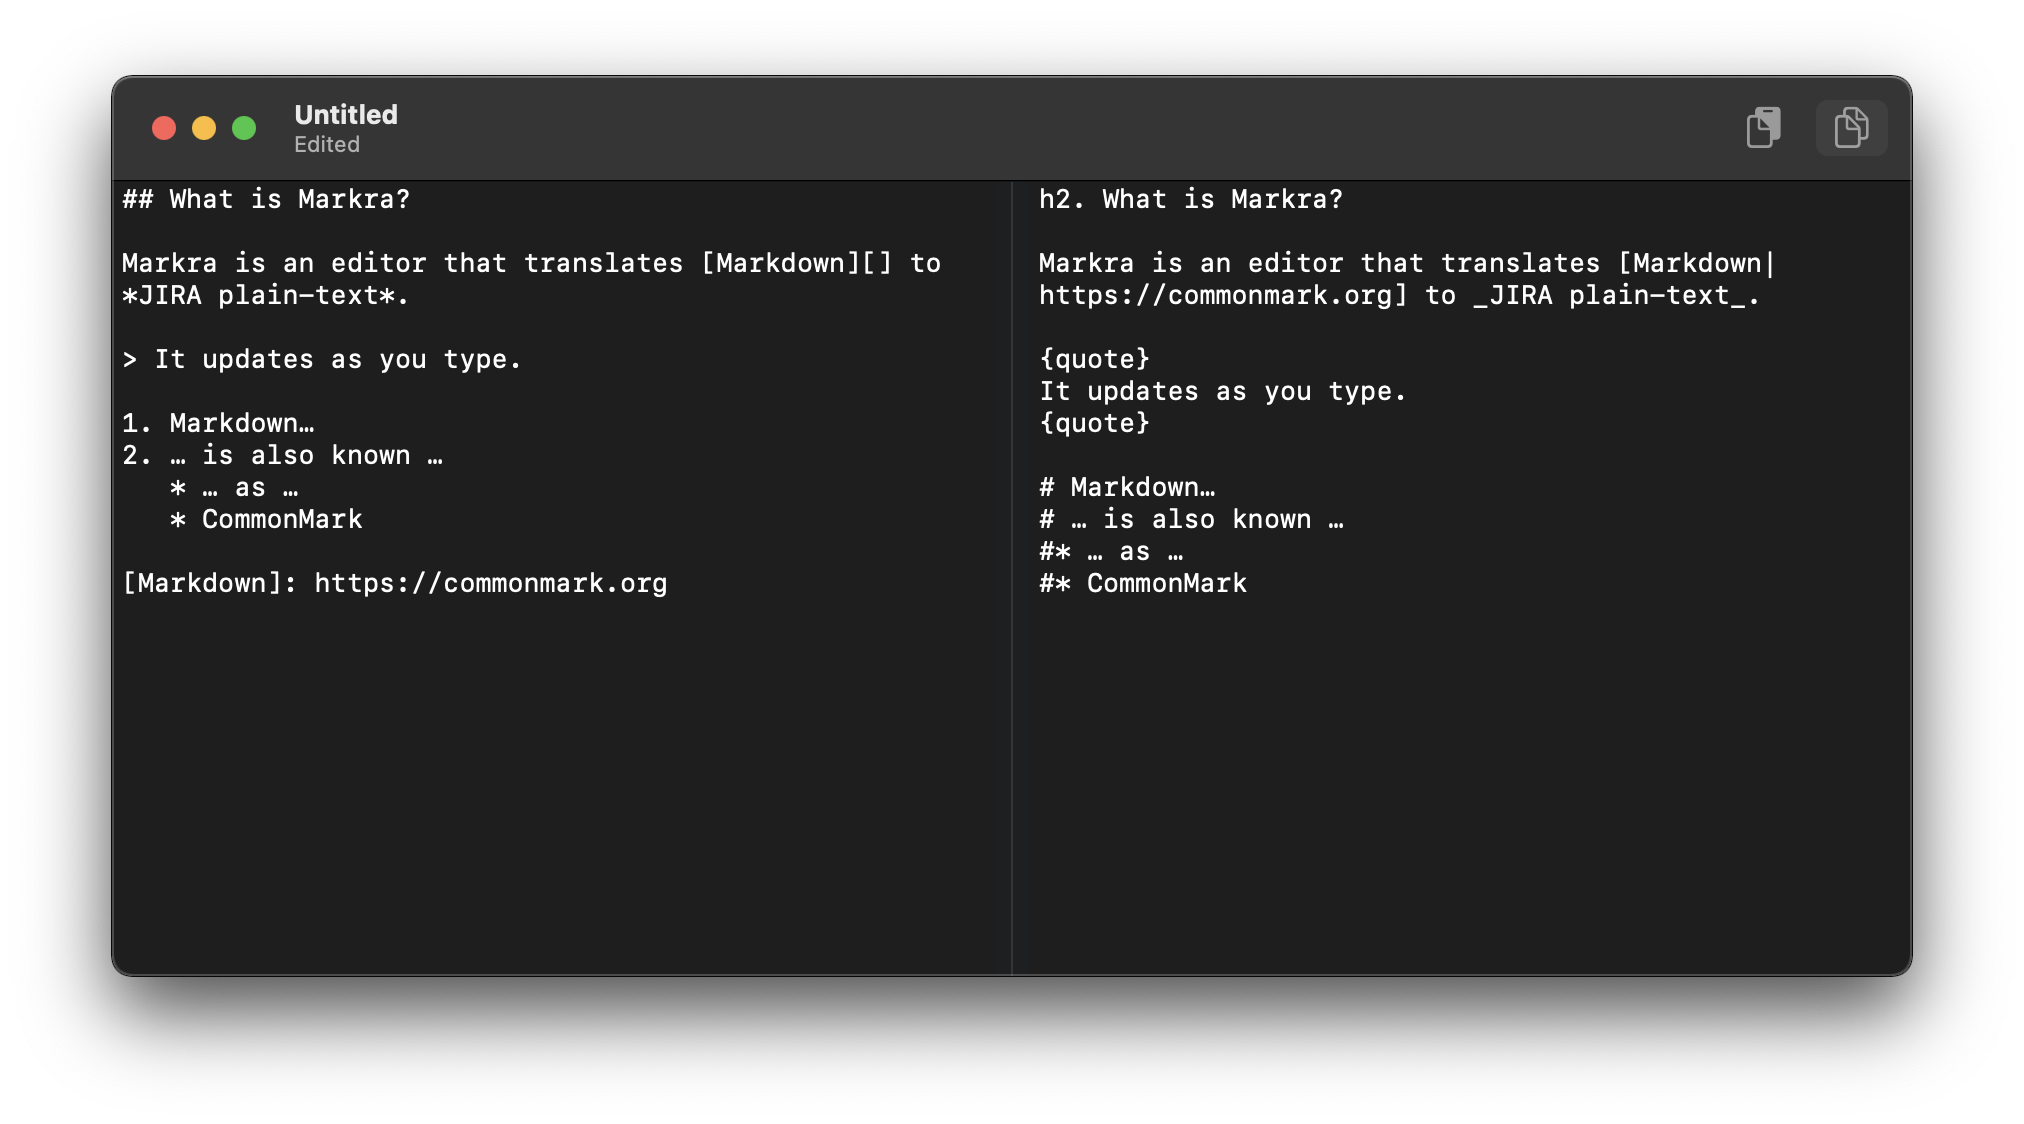 Untitled
Edited
## What is Markra?
Markra is an editor that translates [Markdown][] to
*JIRA plain-text*.
> It updates as you type.
1. Markdown…
2. … is also known …
* … as …
* CommonMark
[Markdown]: https://commonmark.org
h2. What is Markra?
Markra is an editor that translates [Markdown|
https://commonmark.org] to _JIRA plain-text_.
{quote}
It updates as you type.
{quote}
# Markdown…
# … is also known …
#* … as …
#* CommonMark